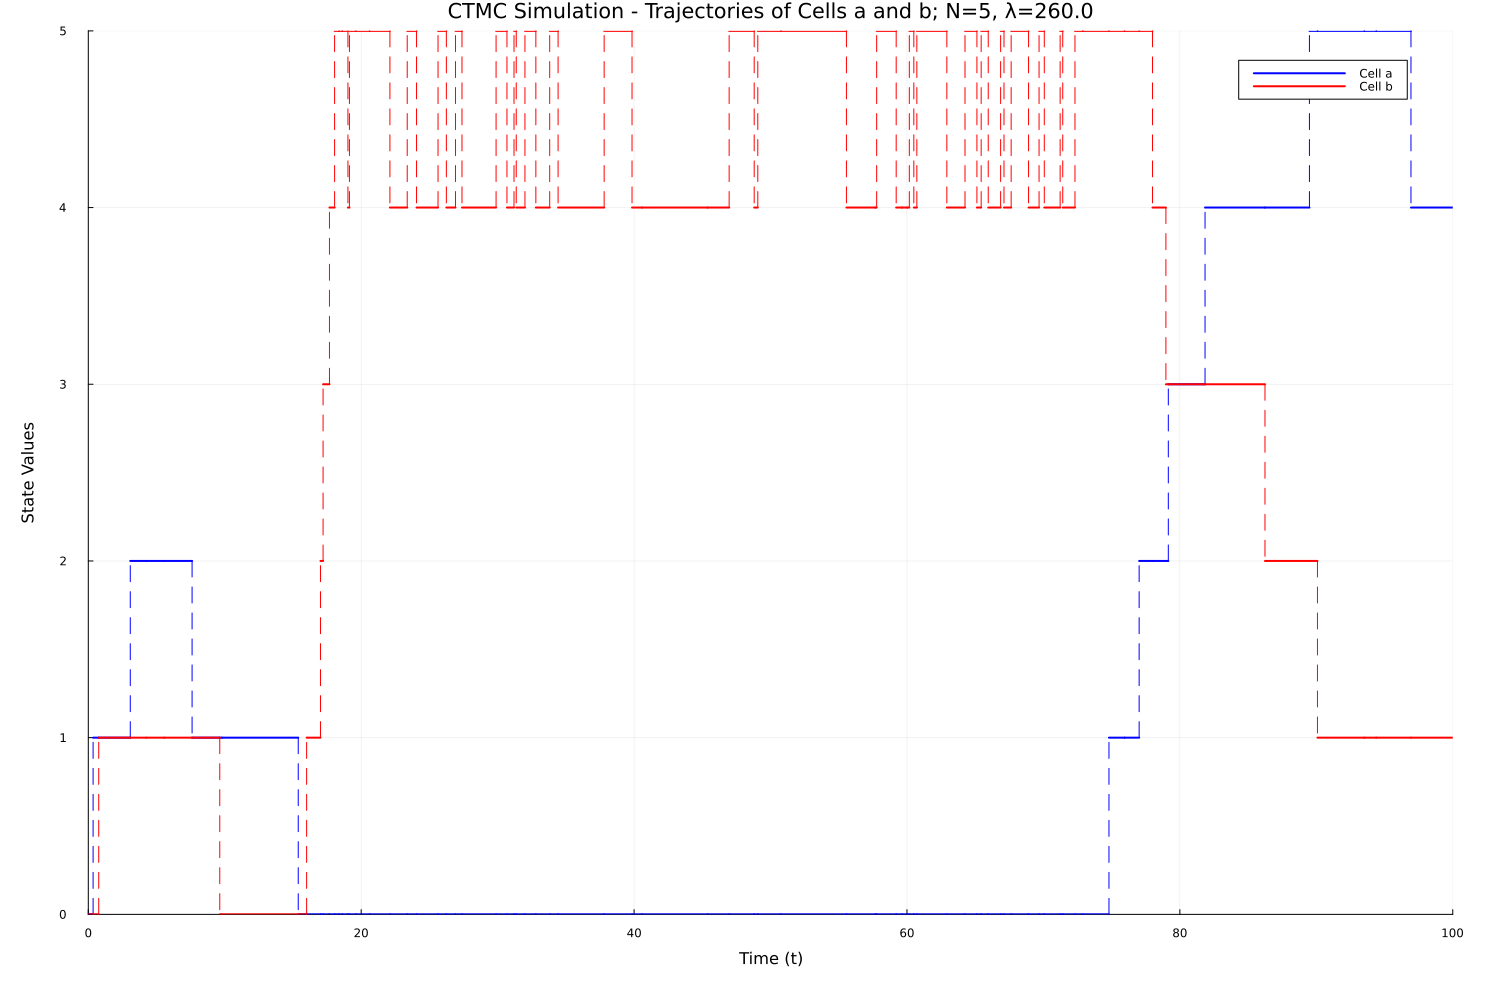 CTMC Simulation - Trajectories of Cells a and b; N=5, λ=260.0
5
4
3
2
1
0
State Values
Cell a
Cell b
0 20 40 60 80 100
Time (t)